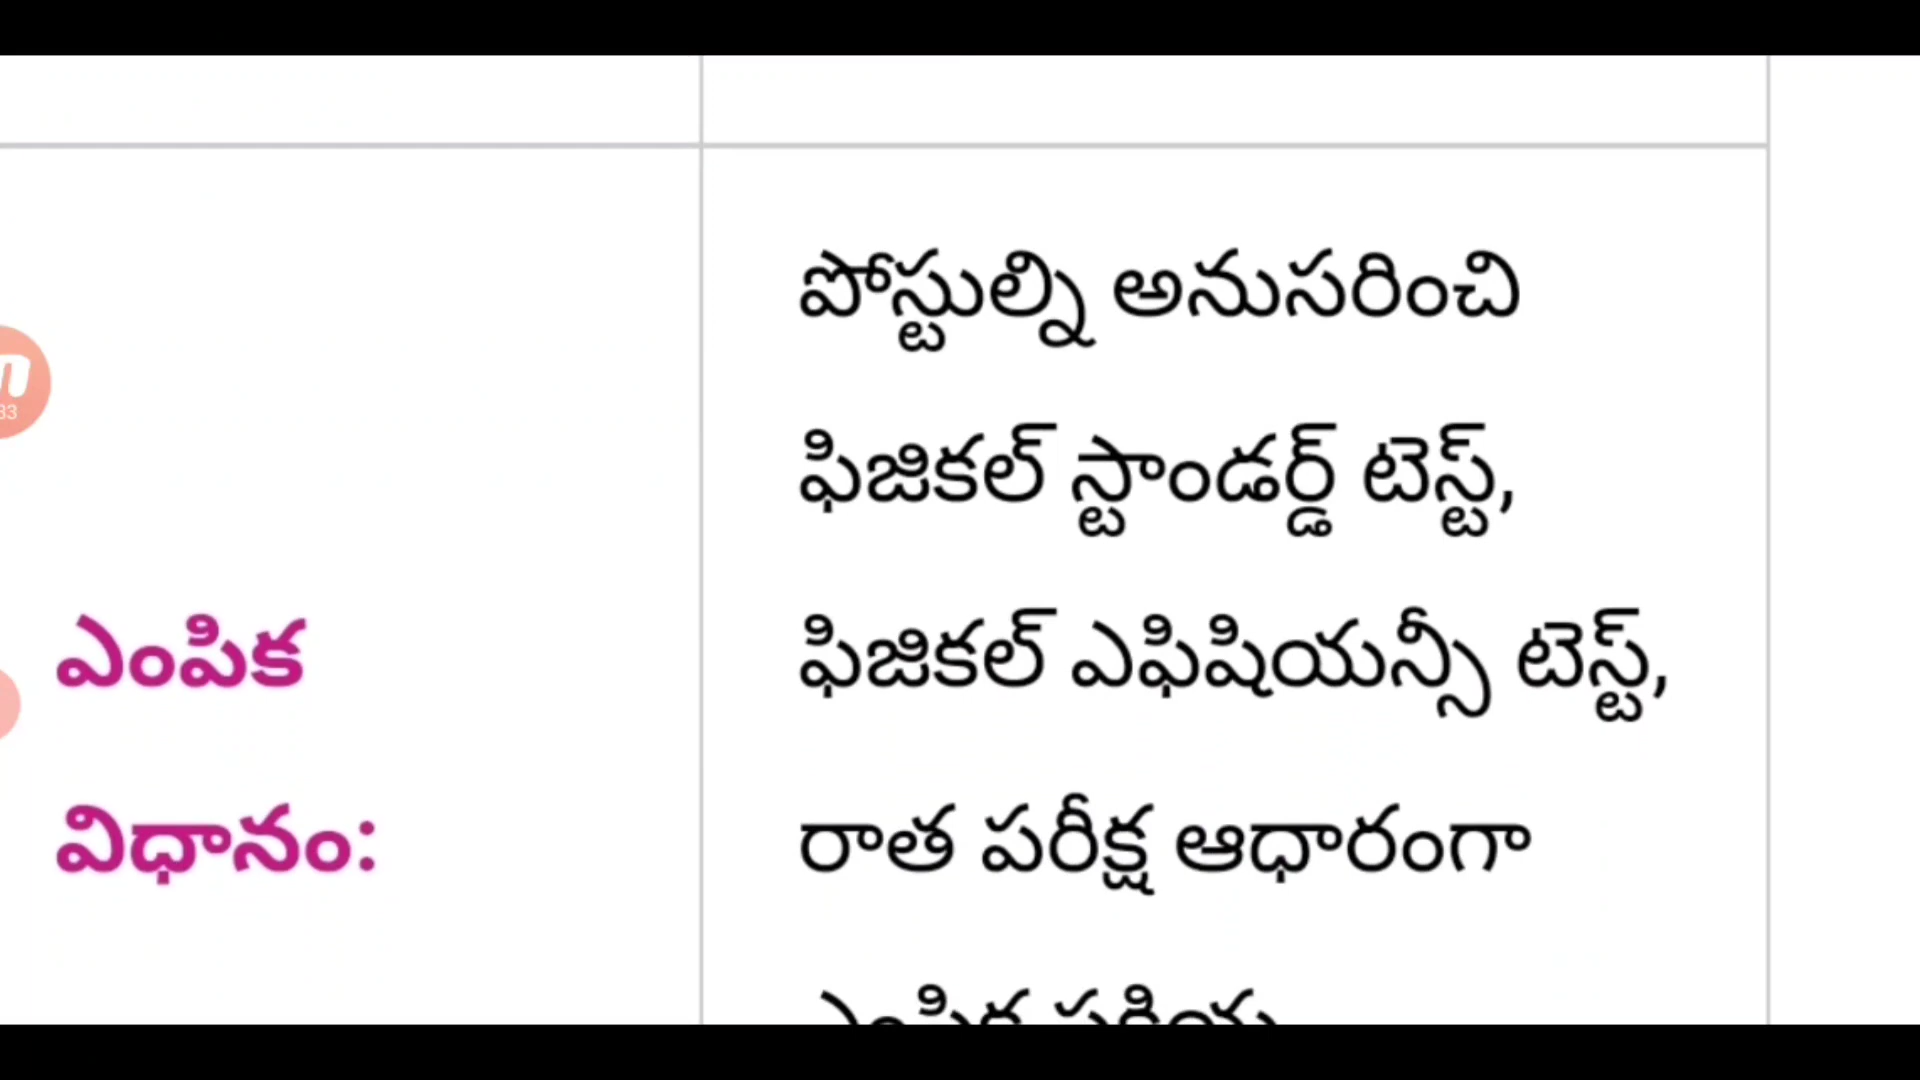 పోస్టుల్ని అనుసరించి
ఫిజికల్ స్టాండర్డ్ టెస్ట్,
ఎంపిక
ఫిజికల్ ఎఫిషియన్సీ టెస్ట్,
విధానం:
రాత పరీక్ష ఆధారంగా